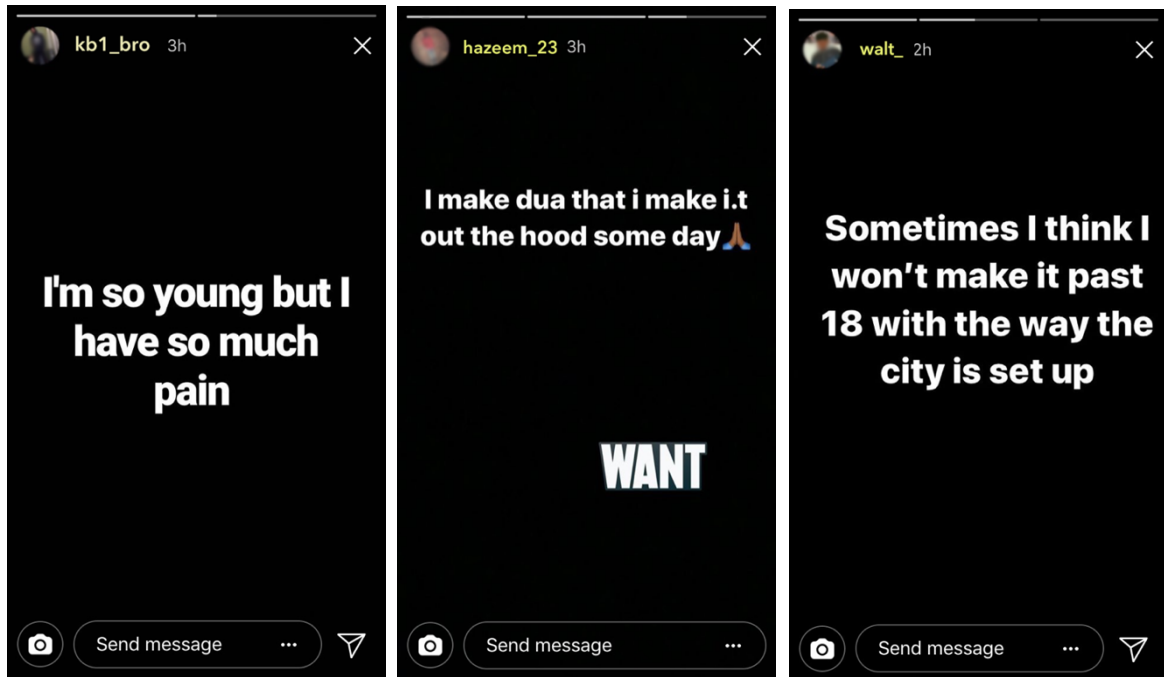 kb1_bro 3h
I'm so young but I
have so much
pain
Send message
hazeem_23 3h
I make dua that i make i.t
out the hood some day🙏🏾
WANT
Send message
walt_ 2h
Sometimes I think I
won't make it past
18 with the way the
city is set up
Send message